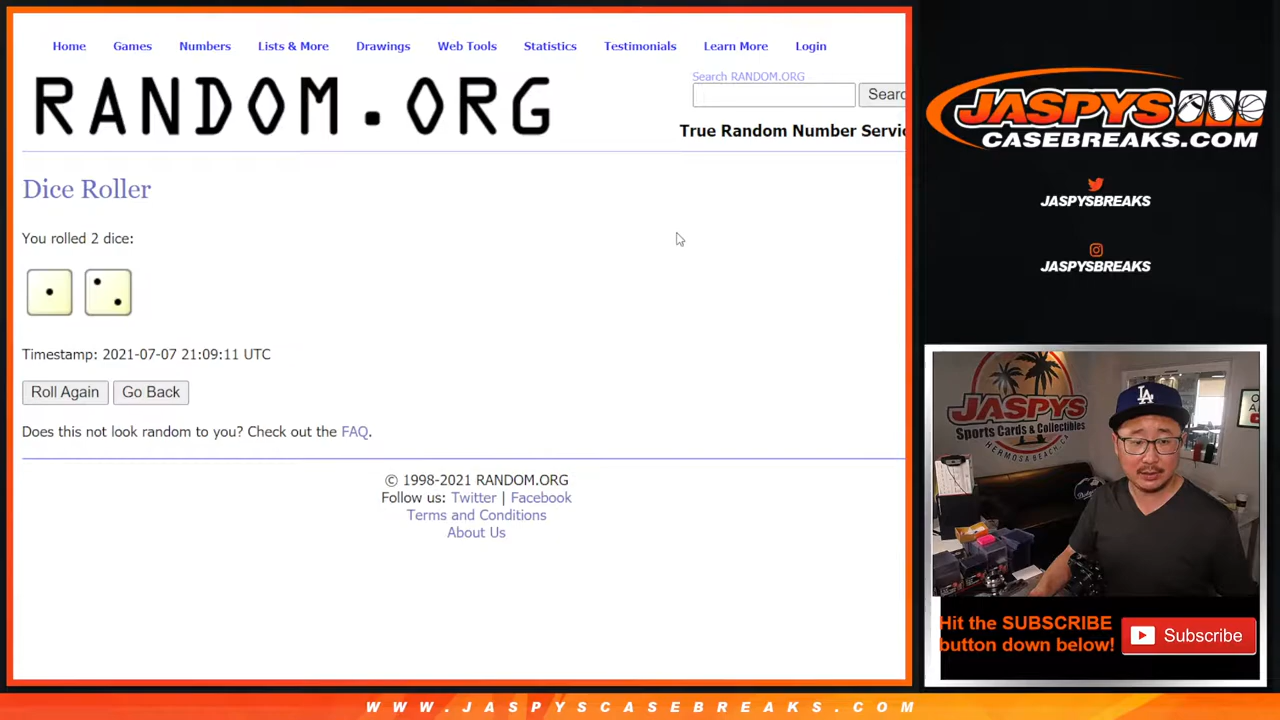 Home Games Numbers Lists & More Drawings Web Tools Statistics Testimonials Learn More Login
RANDOM.ORG
Search RANDOM.ORG
Searc
True Random Number Servic
Dice Roller
You rolled 2 dice:
Timestamp: 2021-07-07 21:09:11 UTC
Roll Again Go Back
Does this not look random to you? Check out the FAQ.
© 1998-2021 RANDOM.ORG
Follow us: Twitter | Facebook
Terms and Conditions
About Us
JASPYS
CASEBREAKS.COM
JASPYSBREAKS
JASPYSBREAKS
JASPYS
Sports Cards & Collectibles
HERMOSA BEACH, CA
LA
Hit the SUBSCRIBE
button down below!
Subscribe
WWW.JASPYSCASEBREAKS.COM